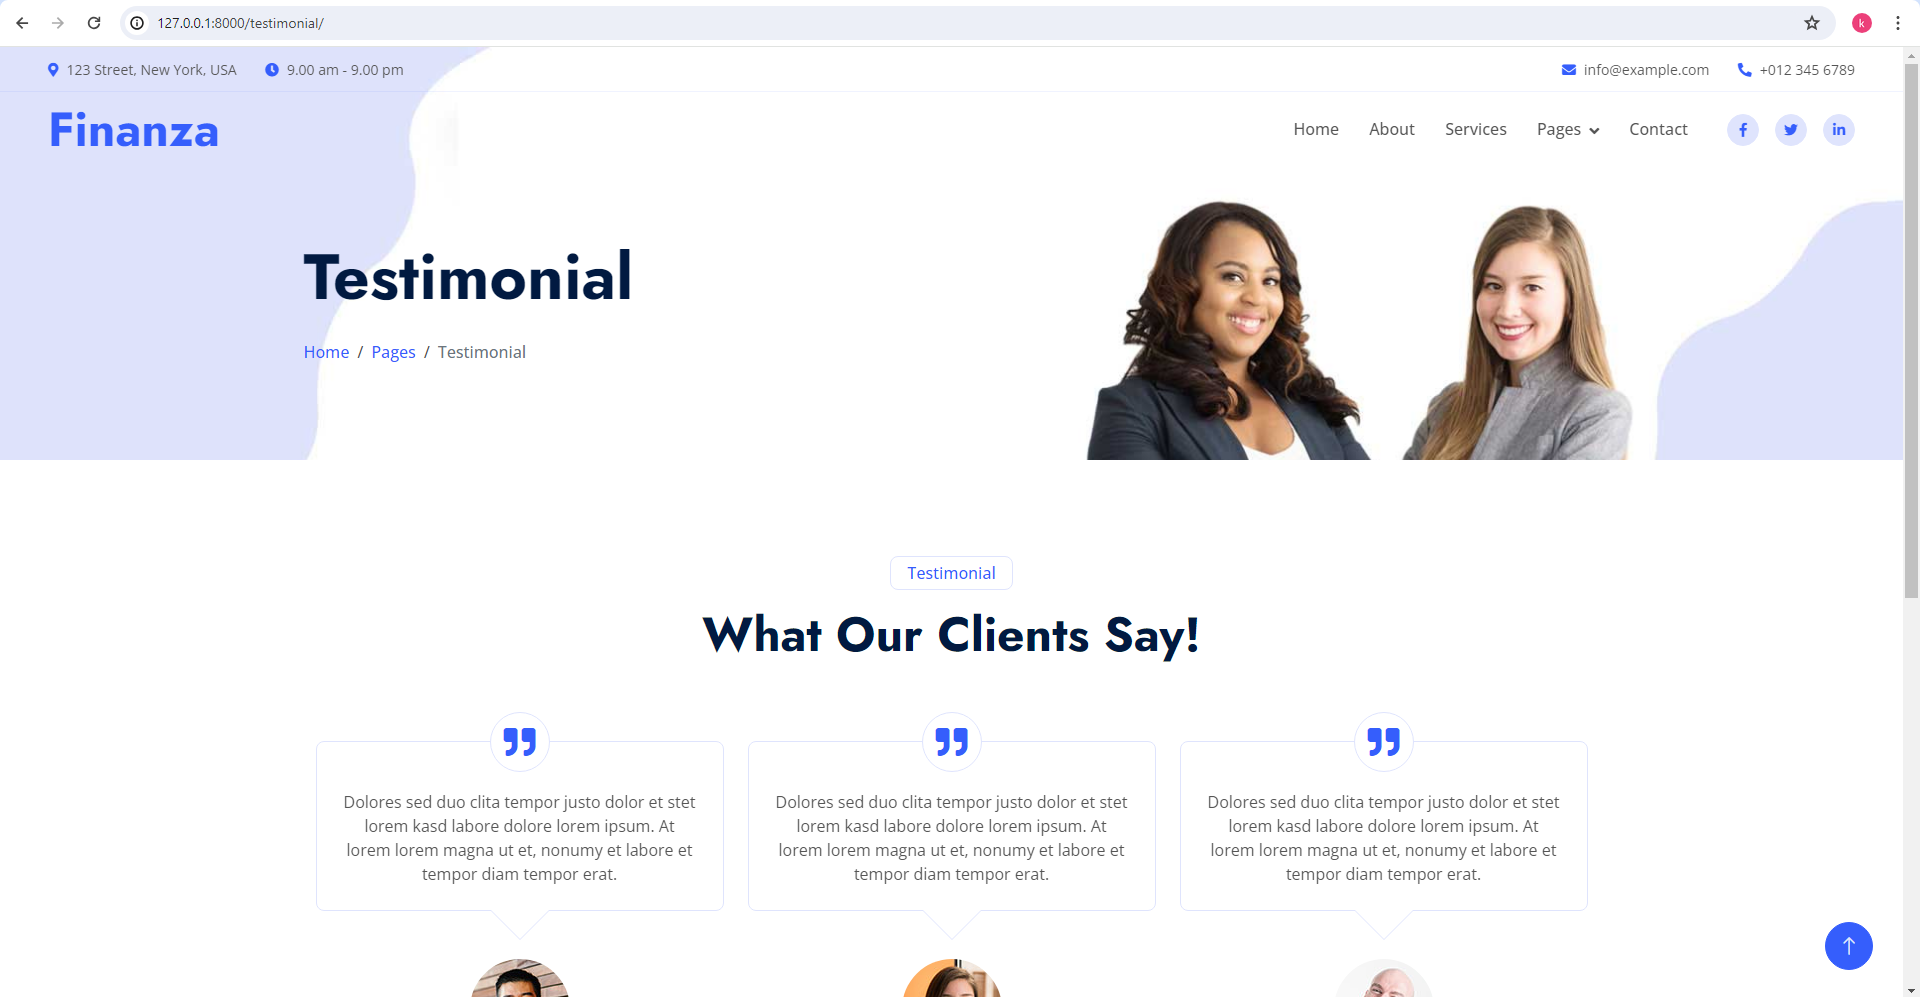 127.0.0.1:8000/testimonial/
k
123 Street, New York, USA
9.00 am - 9.00 pm
info@example.com
+012 345 6789
Finanza
Home
About
Services
Pages
Contact
Testimonial
Home / Pages / Testimonial
Testimonial
What Our Clients Say!
Dolores sed duo clita tempor justo dolor et stet
lorem kasd labore dolore lorem ipsum. At
lorem lorem magna ut et, nonumy et labore et
tempor diam tempor erat.
Dolores sed duo clita tempor justo dolor et stet
lorem kasd labore dolore lorem ipsum. At
lorem lorem magna ut et, nonumy et labore et
tempor diam tempor erat.
Dolores sed duo clita tempor justo dolor et stet
lorem kasd labore dolore lorem ipsum. At
lorem lorem magna ut et, nonumy et labore et
tempor diam tempor erat.